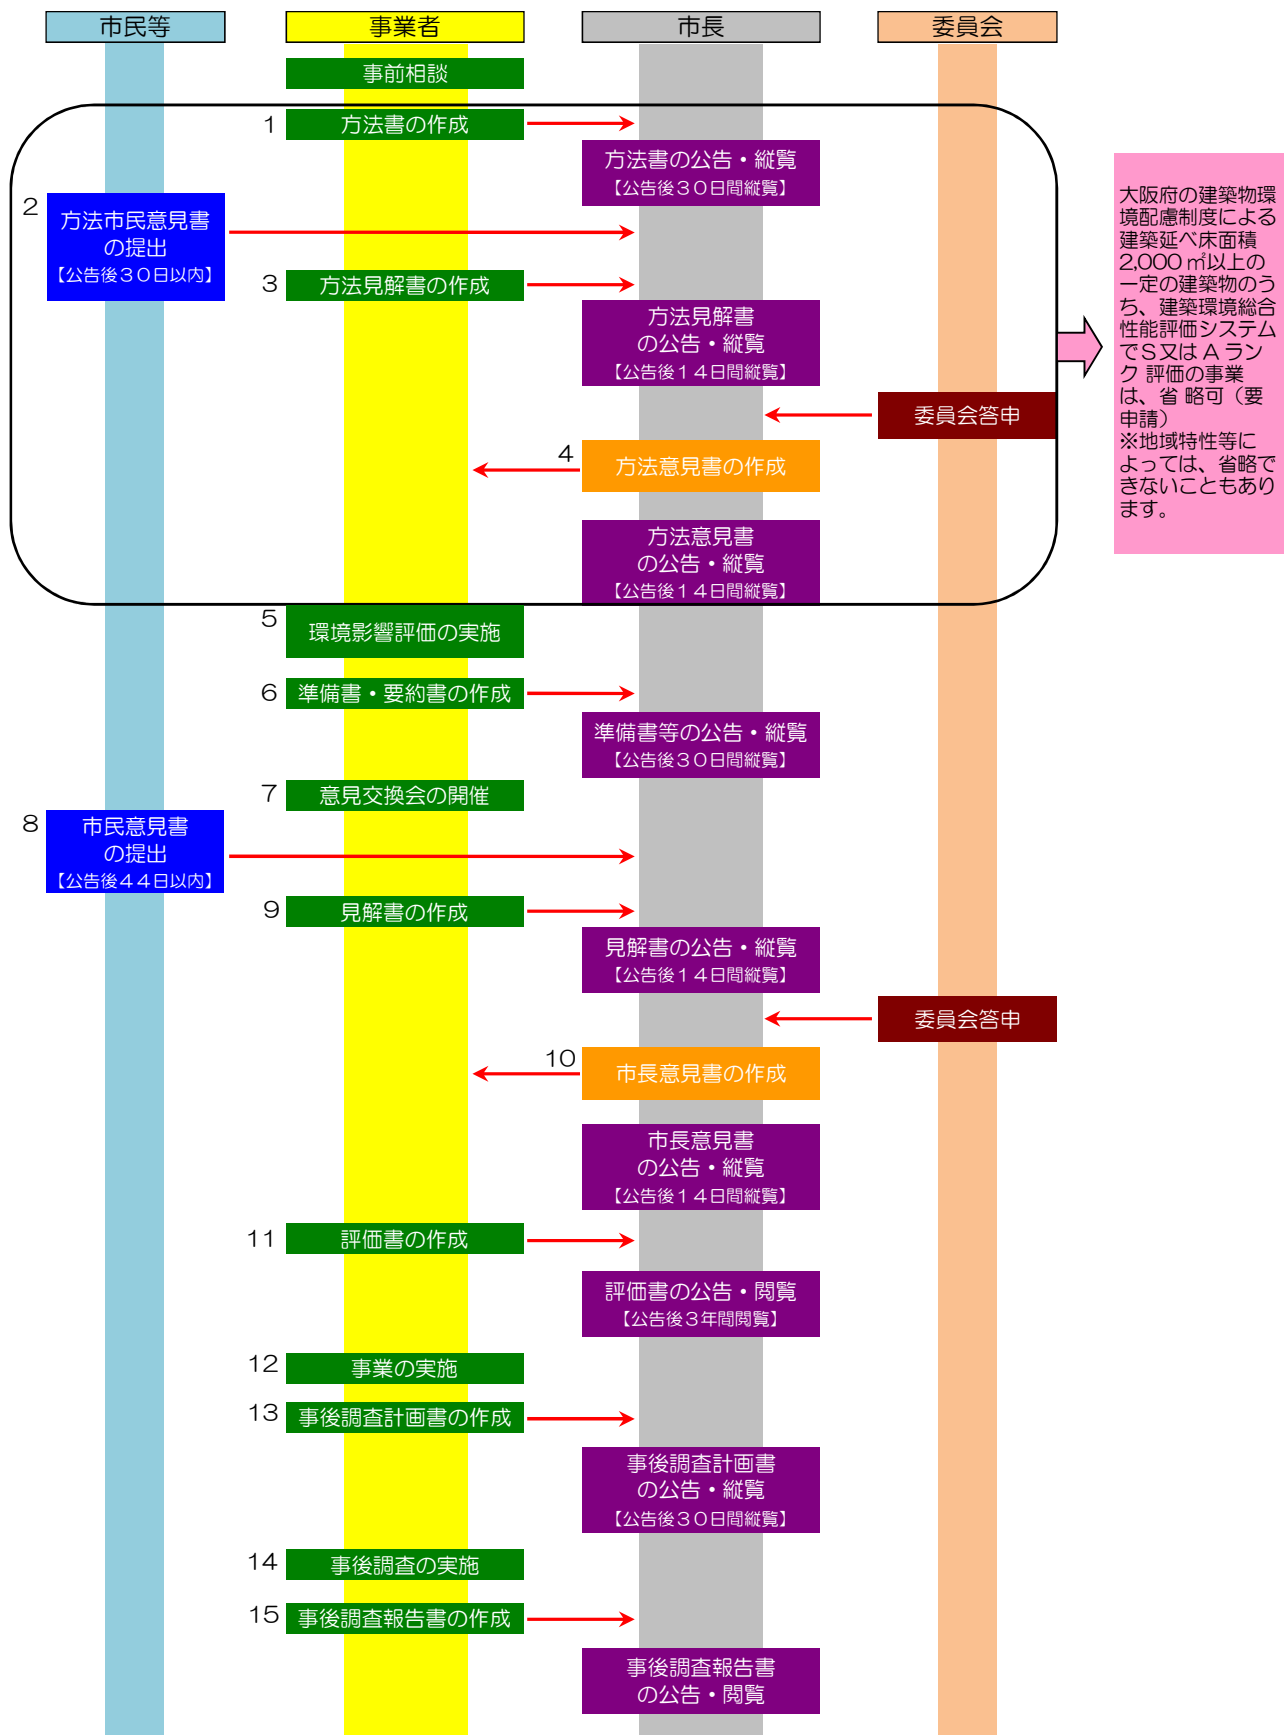 市民等
事業者
市長
委員会
事前相談
1
方法書の作成
方法書の公告・縦覧
【公告後３０日間縦覧】
2
方法市民意見書
の提出
【公告後３０日以内】
3
方法見解書の作成
方法見解書
の公告・縦覧
【公告後１４日間縦覧】
委員会答申
4
方法意見書の作成
方法意見書
の公告・縦覧
【公告後１４日間縦覧】
大阪府の建築物環
境配慮制度による
建築延べ床面積
2,000 ㎡以上の
一定の建築物のう
ち、建築環境総合
性能評価システム
でＳ又は A ラン
ク 評価の事業
は、省 略可（要
申請）
※地域特性等に
よっては、省略で
きないこともあり
ます。
5
環境影響評価の実施
6
準備書・要約書の作成
準備書等の公告・縦覧
【公告後３０日間縦覧】
7
意見交換会の開催
8
市民意見書
の提出
【公告後４４日以内】
9
見解書の作成
見解書の公告・縦覧
【公告後１４日間縦覧】
委員会答申
10
市長意見書の作成
市長意見書
の公告・縦覧
【公告後１４日間縦覧】
11
評価書の作成
評価書の公告・閲覧
【公告後３年間閲覧】
12
事業の実施
13
事後調査計画書の作成
事後調査計画書
の公告・縦覧
【公告後３０日間縦覧】
14
事後調査の実施
15
事後調査報告書の作成
事後調査報告書
の公告・閲覧